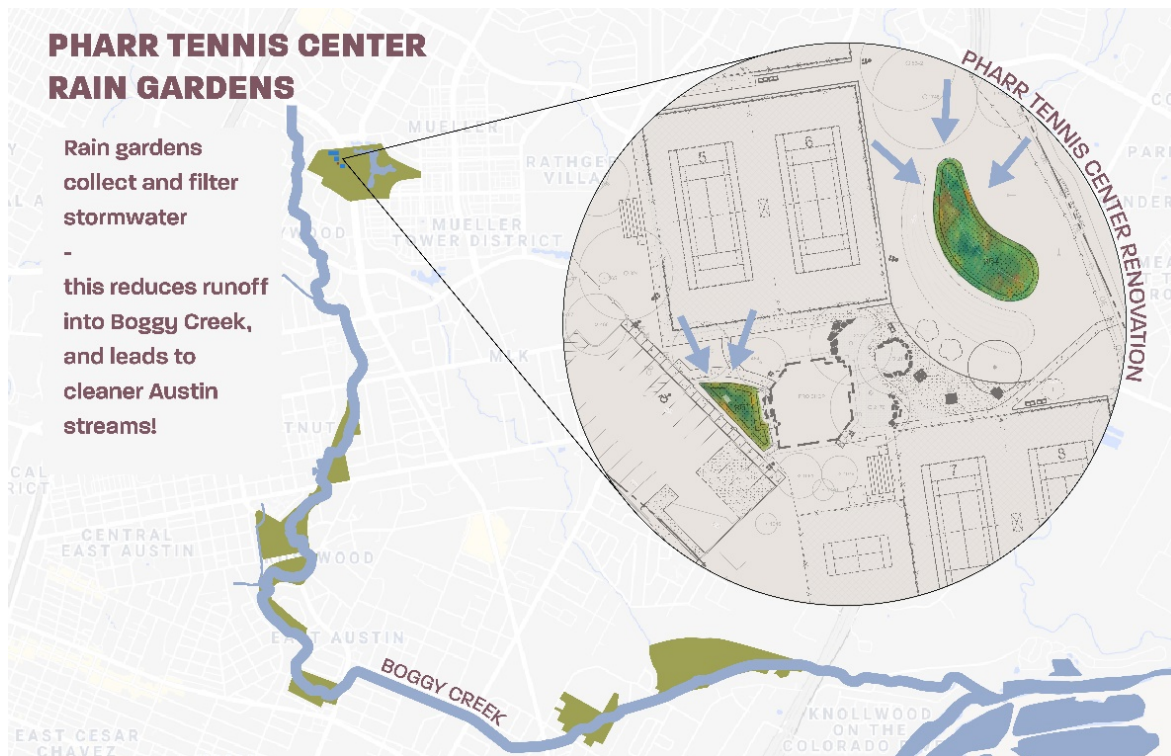 PHARR TENNIS CENTER
RAIN GARDENS
Rain gardens
collect and filter
stormwater
-
this reduces runoff
into Boggy Creek,
and leads to
cleaner Austin
streams!
PHARR TENNIS CENTER RENOVATION
5
6
7
8
MUELLER
MUELLER
TOWER DISTRICT
MLK
CENTRAL
EAST AUSTIN
EAST AUSTIN
BOGGY CREEK
EAST CESAR
CHAVEZ
KNOLLWOOD
ON THE
COLORADO